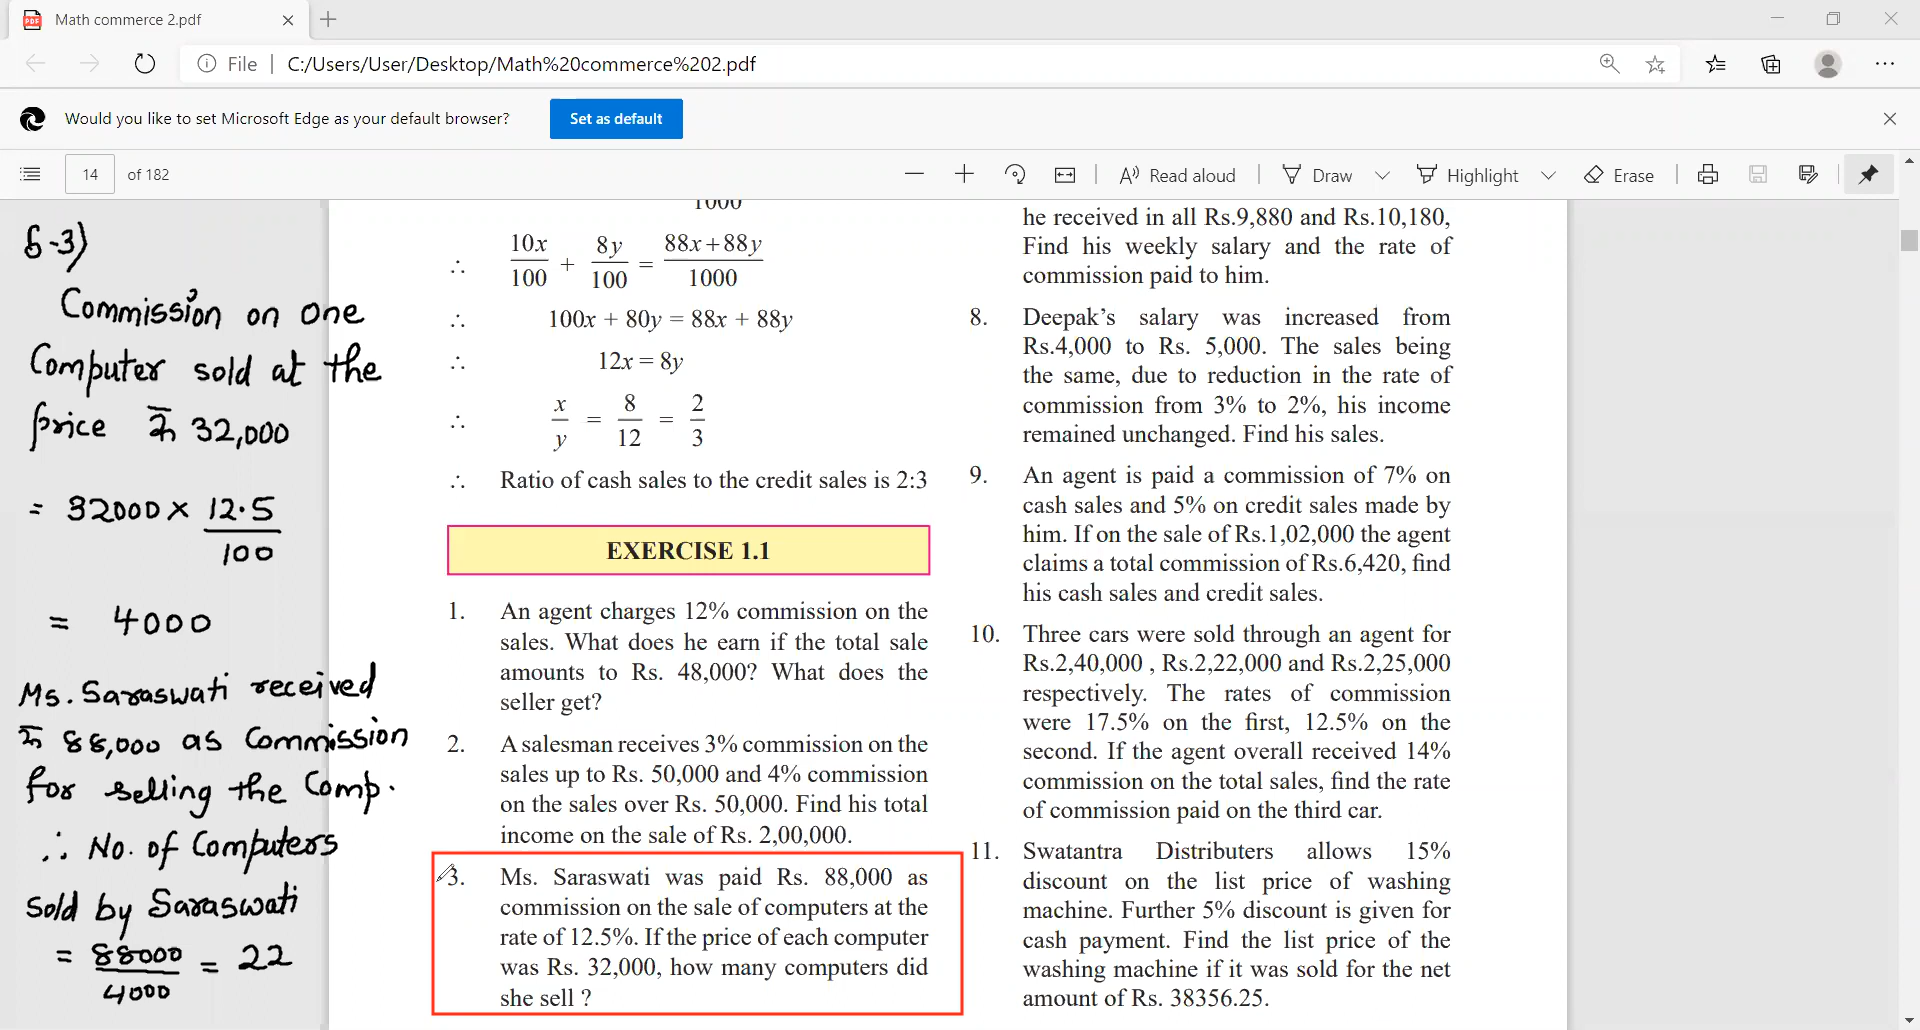 Math commerce 2.pdf
File | C:/Users/User/Desktop/Math%20commerce%202.pdf
Would you like to set Microsoft Edge as your default browser?
Set as default
14 of 182
Read aloud
Draw
Highlight
Erase
8-3)
Commission on one
Computer sold at the
price ₹ 32,000
= 32000 × 12.5/100
= 4000
Ms. Saraswati received
₹ 88,000 as Commission
for selling the Comp.
∴ No. of Computers
sold by Saraswati
= 88000/4000 = 22
1000
∴ 10x/100 + 8y/100 = 88x+88y/1000
∴ 100x + 80y = 88x + 88y
∴ 12x = 8y
∴ x/y = 8/12 = 2/3
∴ Ratio of cash sales to the credit sales is 2:3
EXERCISE 1.1
1. An agent charges 12% commission on the
sales. What does he earn if the total sale
amounts to Rs. 48,000? What does the
seller get?
2. A salesman receives 3% commission on the
sales up to Rs. 50,000 and 4% commission
on the sales over Rs. 50,000. Find his total
income on the sale of Rs. 2,00,000.
3. Ms. Saraswati was paid Rs. 88,000 as
commission on the sale of computers at the
rate of 12.5%. If the price of each computer
was Rs. 32,000, how many computers did
she sell ?
he received in all Rs.9,880 and Rs.10,180,
Find his weekly salary and the rate of
commission paid to him.
8. Deepak's salary was increased from
Rs.4,000 to Rs. 5,000. The sales being
the same, due to reduction in the rate of
commission from 3% to 2%, his income
remained unchanged. Find his sales.
9. An agent is paid a commission of 7% on
cash sales and 5% on credit sales made by
him. If on the sale of Rs.1,02,000 the agent
claims a total commission of Rs.6,420, find
his cash sales and credit sales.
10. Three cars were sold through an agent for
Rs.2,40,000 , Rs.2,22,000 and Rs.2,25,000
respectively. The rates of commission
were 17.5% on the first, 12.5% on the
second. If the agent overall received 14%
commission on the total sales, find the rate
of commission paid on the third car.
11. Swatantra Distributers allows 15%
discount on the list price of washing
machine. Further 5% discount is given for
cash payment. Find the list price of the
washing machine if it was sold for the net
amount of Rs. 38356.25.